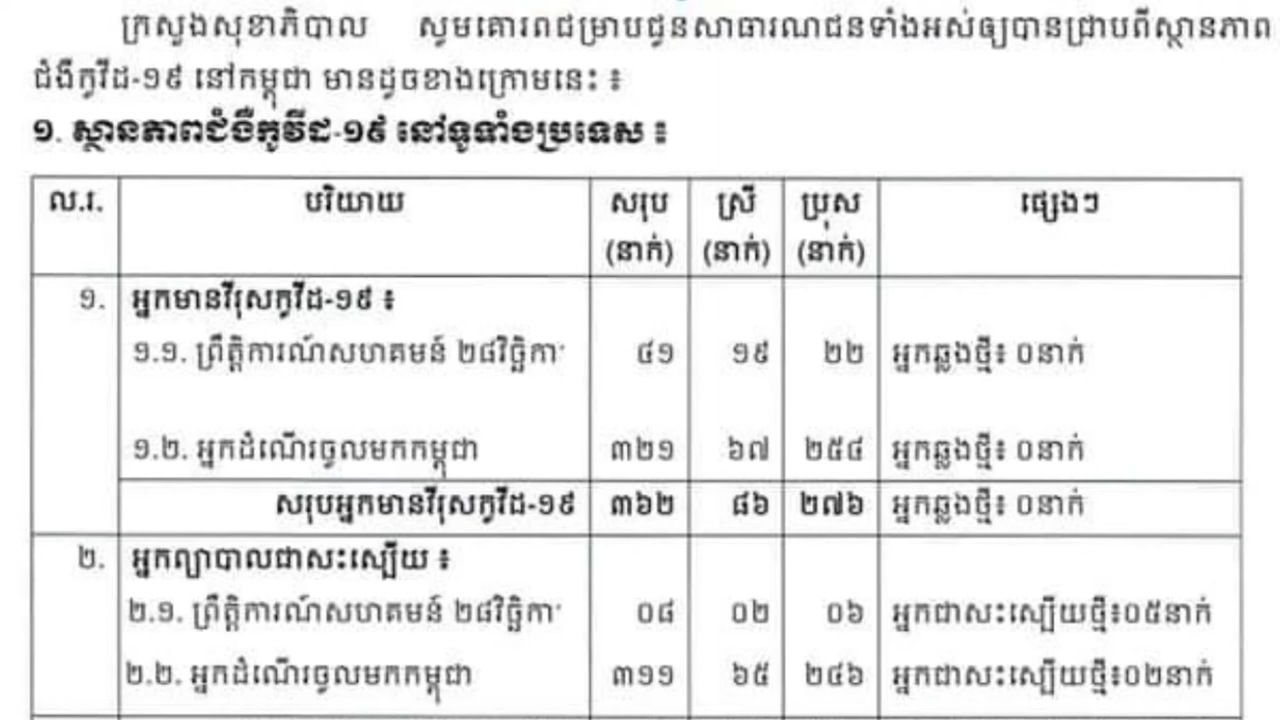 ក្រសួងសុខាភិបាល សូមគោរពជម្រាបជូនសាធារណជនទាំងអស់ឲ្យបានជ្រាបពីស្ថានភាព
ជំងឺកូវីដ-១៩ នៅកម្ពុជា មានដូចខាងក្រោមនេះ ៖
១. ស្ថានភាពជំងឺកូវីដ-១៩ នៅទូទាំងប្រទេស ៖
ល.រ. បរិយាយ សរុប (នាក់) ស្រី (នាក់) ប្រុស (នាក់) ផ្សេងៗ
១. អ្នកមានវីរុសកូវីដ-១៩ ៖
១.១. ព្រឹត្តិការណ៍សហគមន៍ ២៨វិច្ឆិកា ៤១ ១៩ ២២ អ្នកឆ្លងថ្មី៖ ០នាក់
១.២. អ្នកដំណើរចូលមកកម្ពុជា ៣២១ ៦៧ ២៥៤ អ្នកឆ្លងថ្មី៖ ០នាក់
សរុបអ្នកមានវីរុសកូវីដ-១៩ ៣៦២ ៨៦ ២៧៦ អ្នកឆ្លងថ្មី៖ ០នាក់
២. អ្នកព្យាបាលជាសះស្បើយ ៖
២.១. ព្រឹត្តិការណ៍សហគមន៍ ២៨វិច្ឆិកា ០៨ ០២ ០៦ អ្នកជាសះស្បើយថ្មី៖០៥នាក់
២.២. អ្នកដំណើរចូលមកកម្ពុជា ៣១១ ៦៥ ២៤៦ អ្នកជាសះស្បើយថ្មី៖០២នាក់